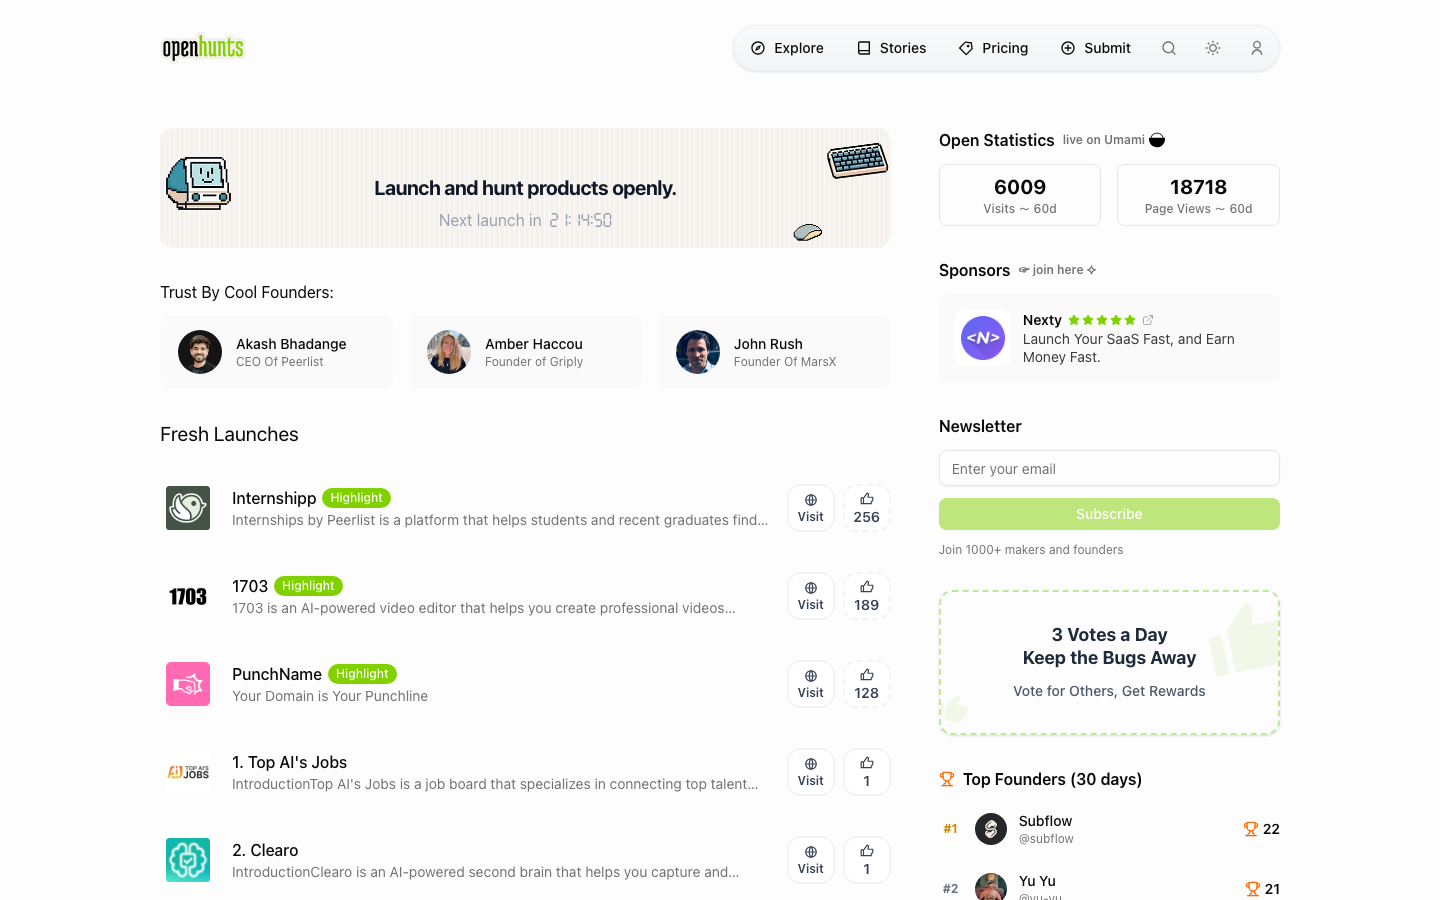 openhunts
Explore
Stories
Pricing
Submit
Launch and hunt products openly.
Next launch in 21:14:50
Trust By Cool Founders:
Akash Bhadange
CEO Of Peerlist
Amber Haccou
Founder of Griply
John Rush
Founder Of MarsX
Fresh Launches
Internshipp Highlight
Internships by Peerlist is a platform that helps students and recent graduates find...
Visit
256
1703
1703 Highlight
1703 is an AI-powered video editor that helps you create professional videos...
Visit
189
PunchName Highlight
Your Domain is Your Punchline
Visit
128
TOP AI'S
JOBS
1. Top AI's Jobs
IntroductionTop AI's Jobs is a job board that specializes in connecting top talent...
Visit
1
2. Clearo
IntroductionClearo is an AI-powered second brain that helps you capture and...
Visit
1
Open Statistics live on Umami
6009
Visits ~ 60d
18718
Page Views ~ 60d
Sponsors ☞ join here ✧
<N>
Nexty
Launch Your SaaS Fast, and Earn
Money Fast.
Newsletter
Enter your email
Subscribe
Join 1000+ makers and founders
3 Votes a Day
Keep the Bugs Away
Vote for Others, Get Rewards
Top Founders (30 days)
#1
Subflow
@subflow
22
#2
Yu Yu
@yu-yu
21